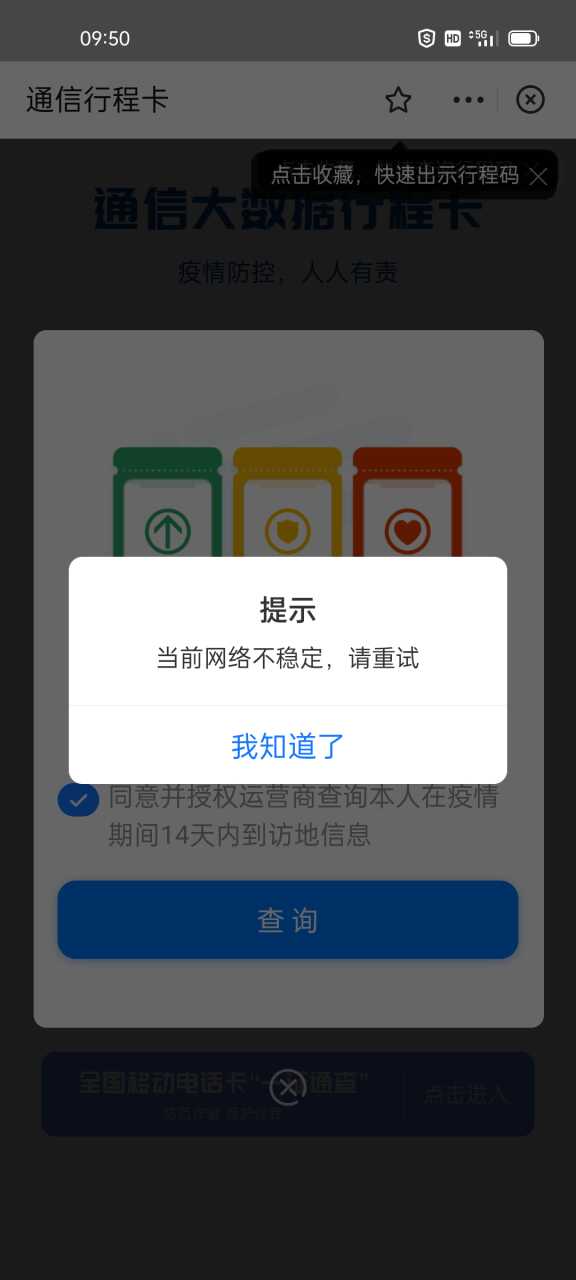 09:50
HD
5G
通信行程卡
点击收藏，快速出示行程码
通信大数据行程卡
疫情防控，人人有责
提示
当前网络不稳定，请重试
我知道了
同意并授权运营商查询本人在疫情
期间14天内到访地信息
查询
全国移动电话卡“一证通查”
点击进入